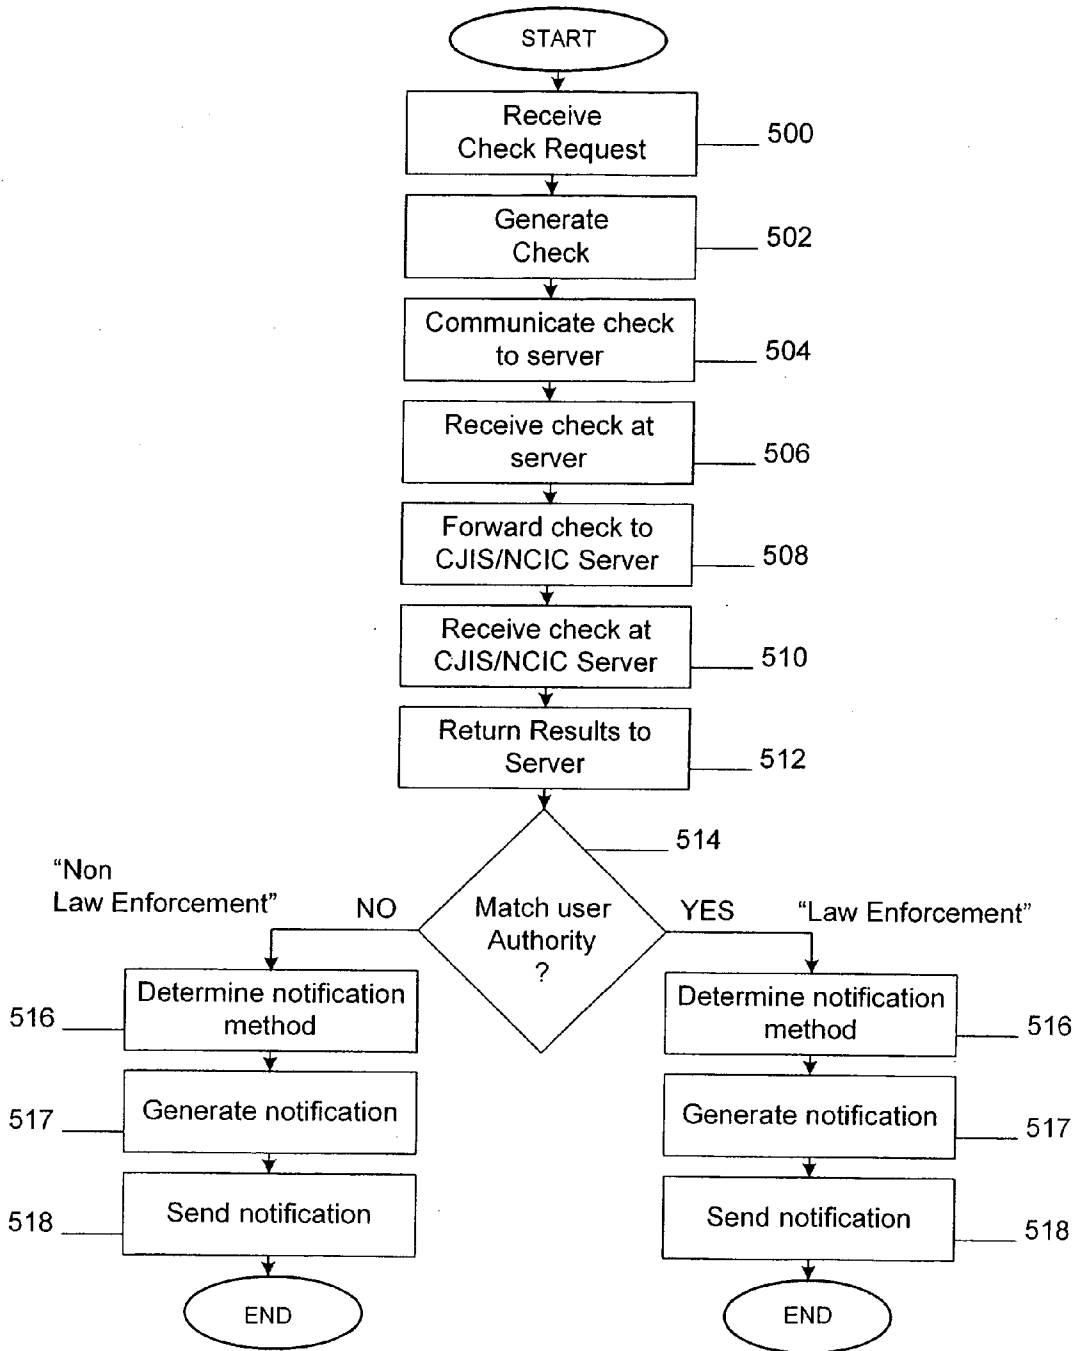 START
Receive
Check Request
500
Generate
Check
502
Communicate check
to server
504
Receive check at
server
506
Forward check to
CJIS/NCIC Server
508
Receive check at
CJIS/NCIC Server
510
Return Results to
Server
512
514
“Non
Law Enforcement”
NO
Match user
Authority
?
YES
“Law Enforcement”
Determine notification
method
516
Generate notification
517
Send notification
518
END
Determine notification
method
516
Generate notification
517
Send notification
518
END